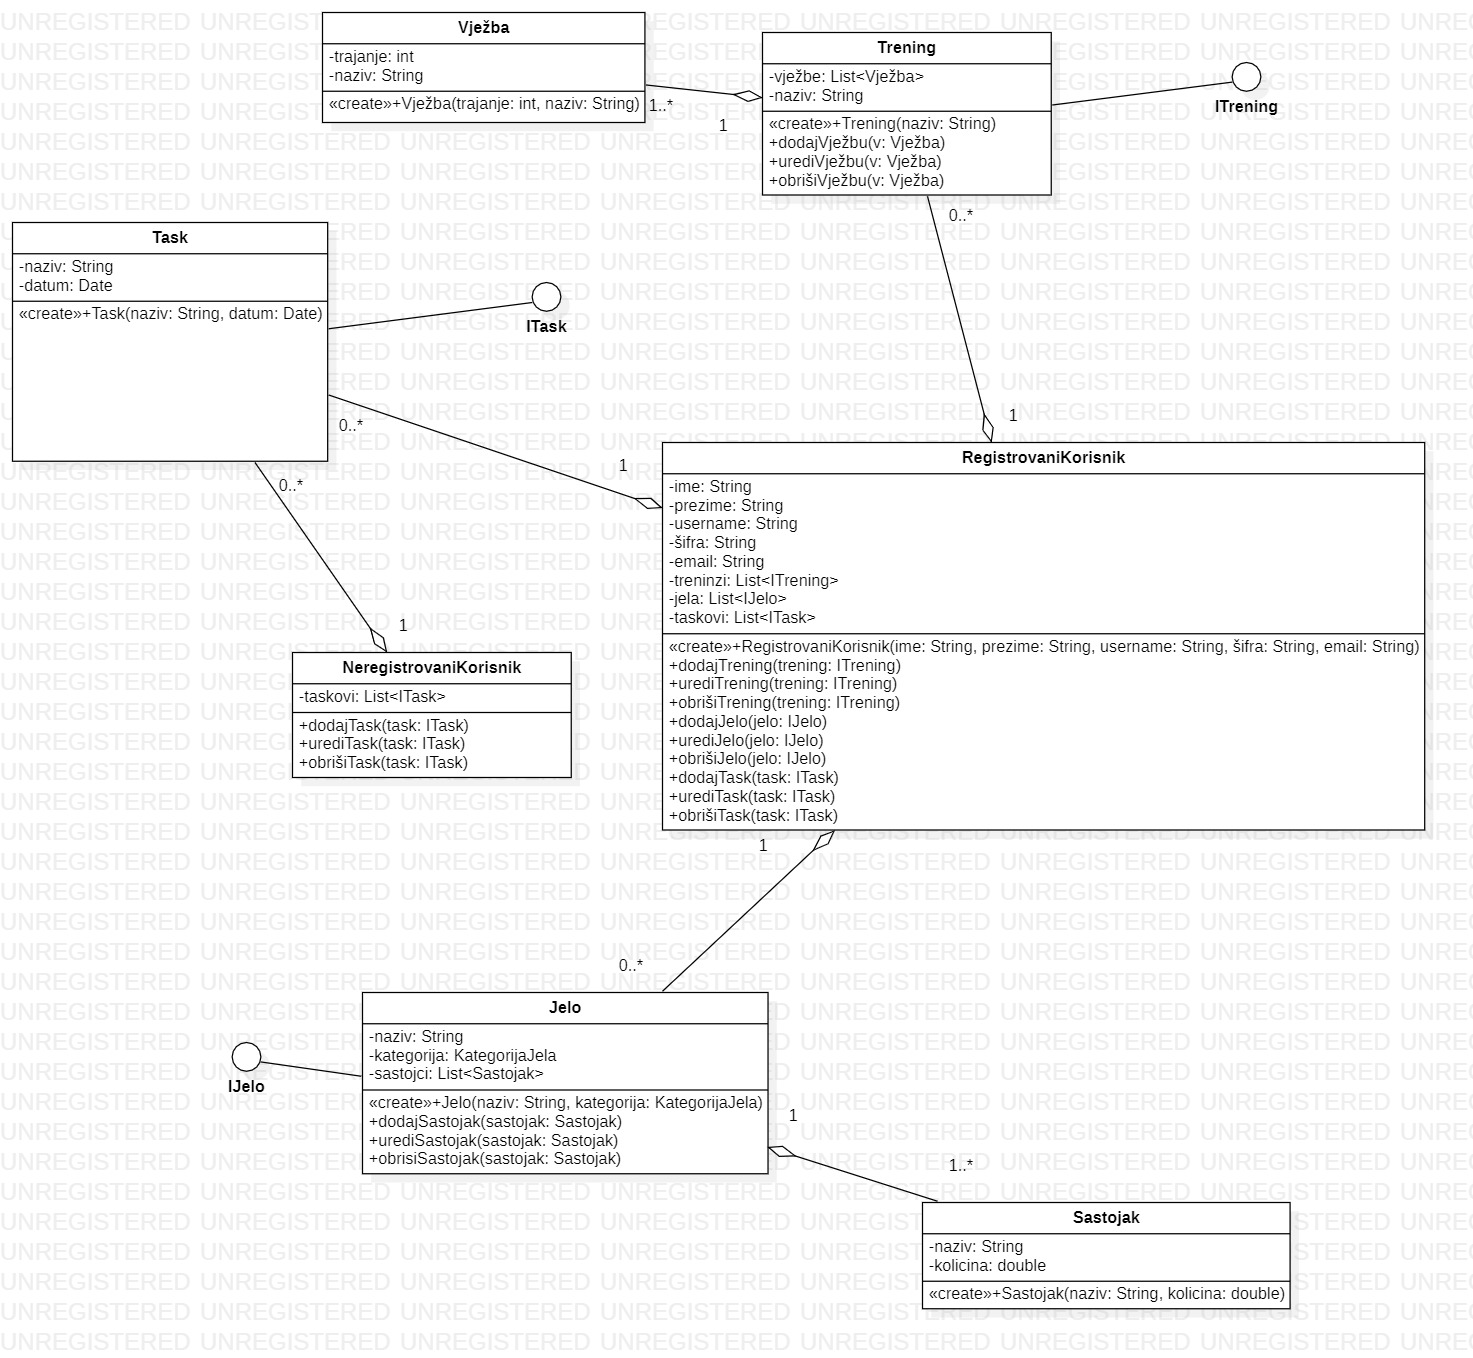 Vježba
-trajanje: int
-naziv: String
«create»+Vježba(trajanje: int, naziv: String)
1..*
1
Trening
-vježbe: List<Vježba>
-naziv: String
«create»+Trening(naziv: String)
+dodajVježbu(v: Vježba)
+urediVježbu(v: Vježba)
+obrišiVježbu(v: Vježba)
ITrening
0..*
1
Task
-naziv: String
-datum: Date
«create»+Task(naziv: String, datum: Date)
ITask
0..*
1
0..*
1
RegistrovaniKorisnik
-ime: String
-prezime: String
-username: String
-šifra: String
-email: String
-treninzi: List<ITrening>
-jela: List<IJelo>
-taskovi: List<ITask>
«create»+RegistrovaniKorisnik(ime: String, prezime: String, username: String, šifra: String, email: String)
+dodajTrening(trening: ITrening)
+urediTrening(trening: ITrening)
+obrišiTrening(trening: ITrening)
+dodajJelo(jelo: IJelo)
+urediJelo(jelo: IJelo)
+obrišiJelo(jelo: IJelo)
+dodajTask(task: ITask)
+urediTask(task: ITask)
+obrišiTask(task: ITask)
NeregistrovaniKorisnik
-taskovi: List<ITask>
+dodajTask(task: ITask)
+urediTask(task: ITask)
+obrišiTask(task: ITask)
1
0..*
Jelo
-naziv: String
-kategorija: KategorijaJela
-sastojci: List<Sastojak>
«create»+Jelo(naziv: String, kategorija: KategorijaJela)
+dodajSastojak(sastojak: Sastojak)
+urediSastojak(sastojak: Sastojak)
+obrisiSastojak(sastojak: Sastojak)
IJelo
1
1..*
Sastojak
-naziv: String
-kolicina: double
«create»+Sastojak(naziv: String, kolicina: double)
UNREGISTERED